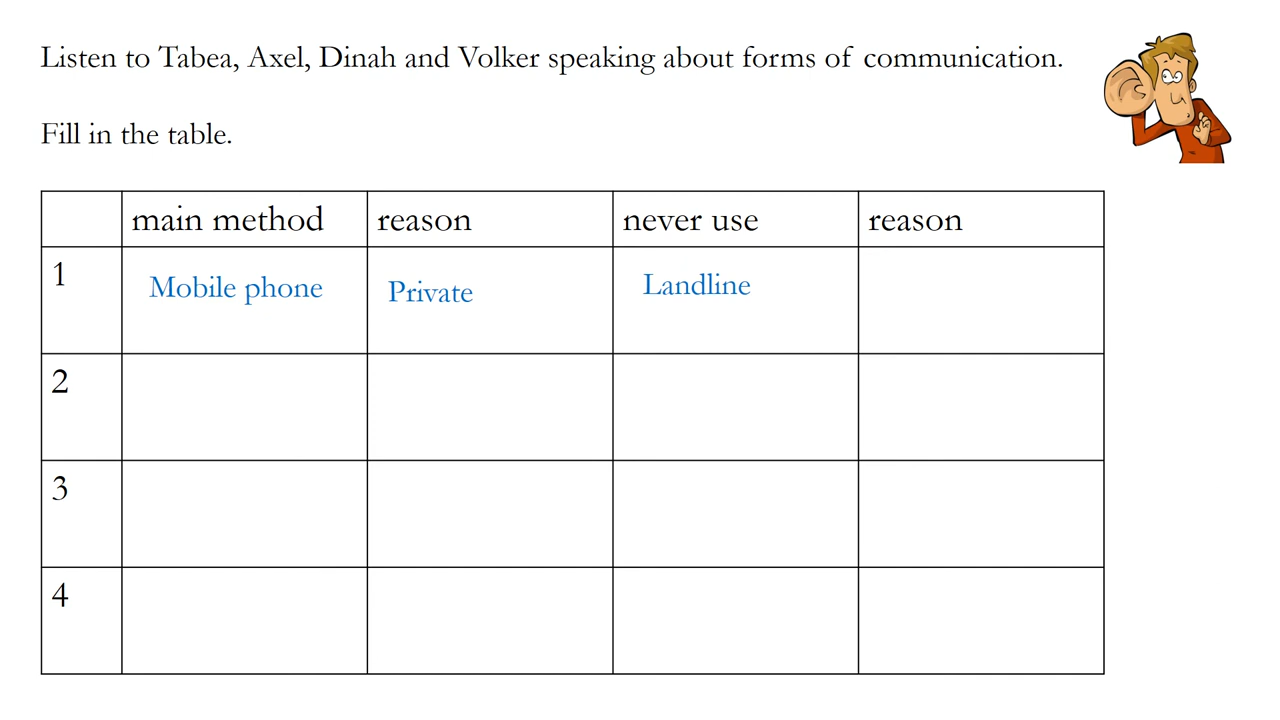 Listen to Tabea, Axel, Dinah and Volker speaking about forms of communication.
Fill in the table.
main method reason never use reason
1 Mobile phone Private Landline
2
3
4